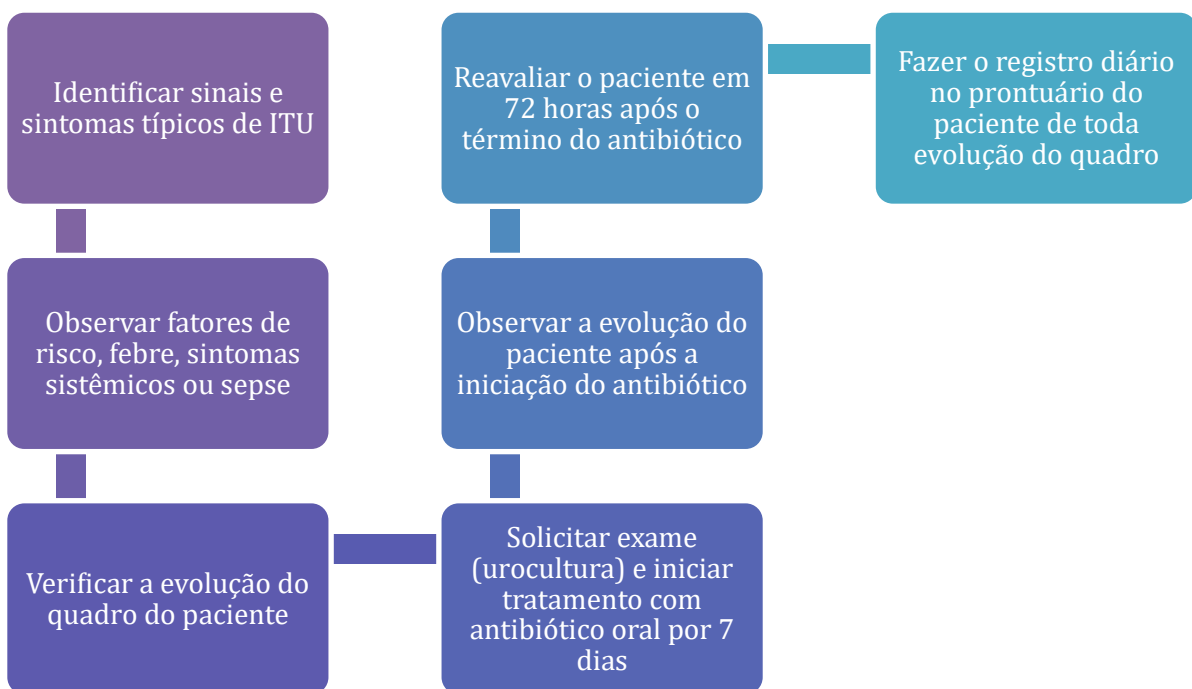 Identificar sinais e
sintomas típicos de ITU
Observar fatores de
risco, febre, sintomas
sistêmicos ou sepse
Verificar a evolução do
quadro do paciente
Solicitar exame
(urocultura) e iniciar
tratamento com
antibiótico oral por 7
dias
Observar a evolução do
paciente após a
iniciação do antibiótico
Reavaliar o paciente em
72 horas após o
término do antibiótico
Fazer o registro diário
no prontuário do
paciente de toda
evolução do quadro